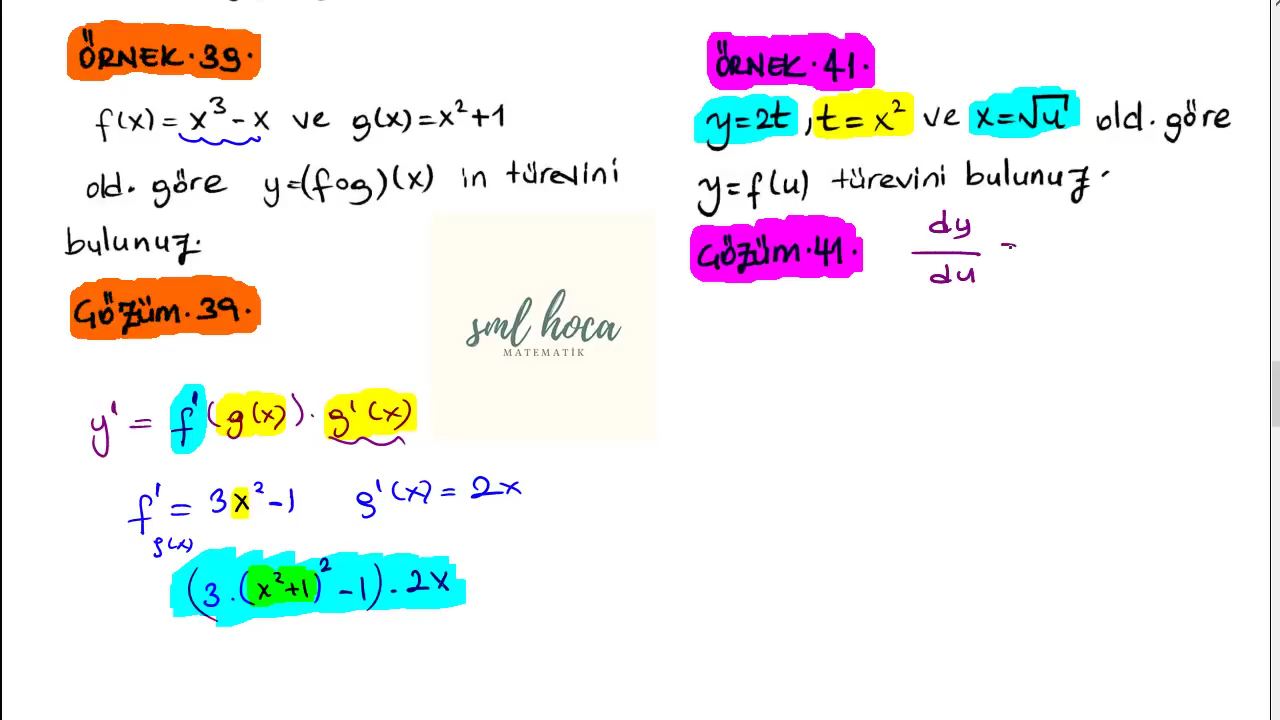 ÖRNEK·39·
f(x)=x³-x ve g(x)=x²+1
old. göre y=(fog)(x) in türevini
bulunuz.
ÇÖZÜM·39·
y' = f'(g(x))·g'(x)
f' = 3x²-1 g'(x) = 2x
g(x)
(3.(x²+1)²-1).2x
sml hoca
MATEMATİK
ÖRNEK·41·
y=2t, t=x² ve x=√u old. göre
y=f(u) türevini bulunuz.
ÇÖZÜM·41· dy
du